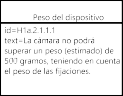 Peso del dispositivo
id=H1a.2.1.1.1
text=La cámara no podrá
superar un peso (estimado) de
500 gramos, teniendo en cuenta
el peso de las fijaciones.